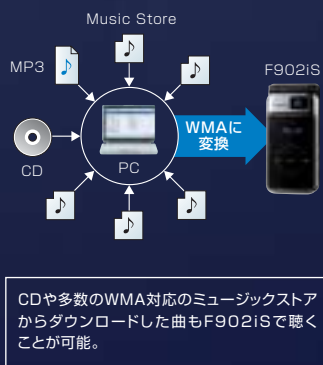 Music Store
MP3
F902iS
WMAに
変換
CD
PC
CDや多数のWMA対応のミュージックストア
からダウンロードした曲もF902iSで聴く
ことが可能。